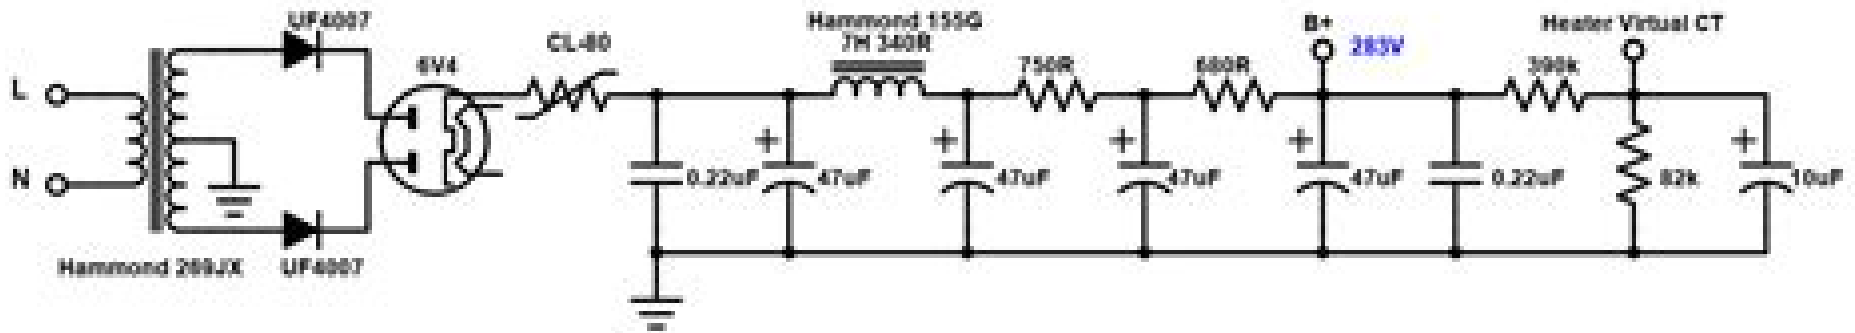 UF4007
Hammond 155G
B+
Heater Virtual CT
CL-80
7H 340R
283V
6V4
750R
680R
390k
L
N
0.22uF
47uF
47uF
47uF
47uF
0.22uF
82k
10uF
Hammond 269JX
UF4007